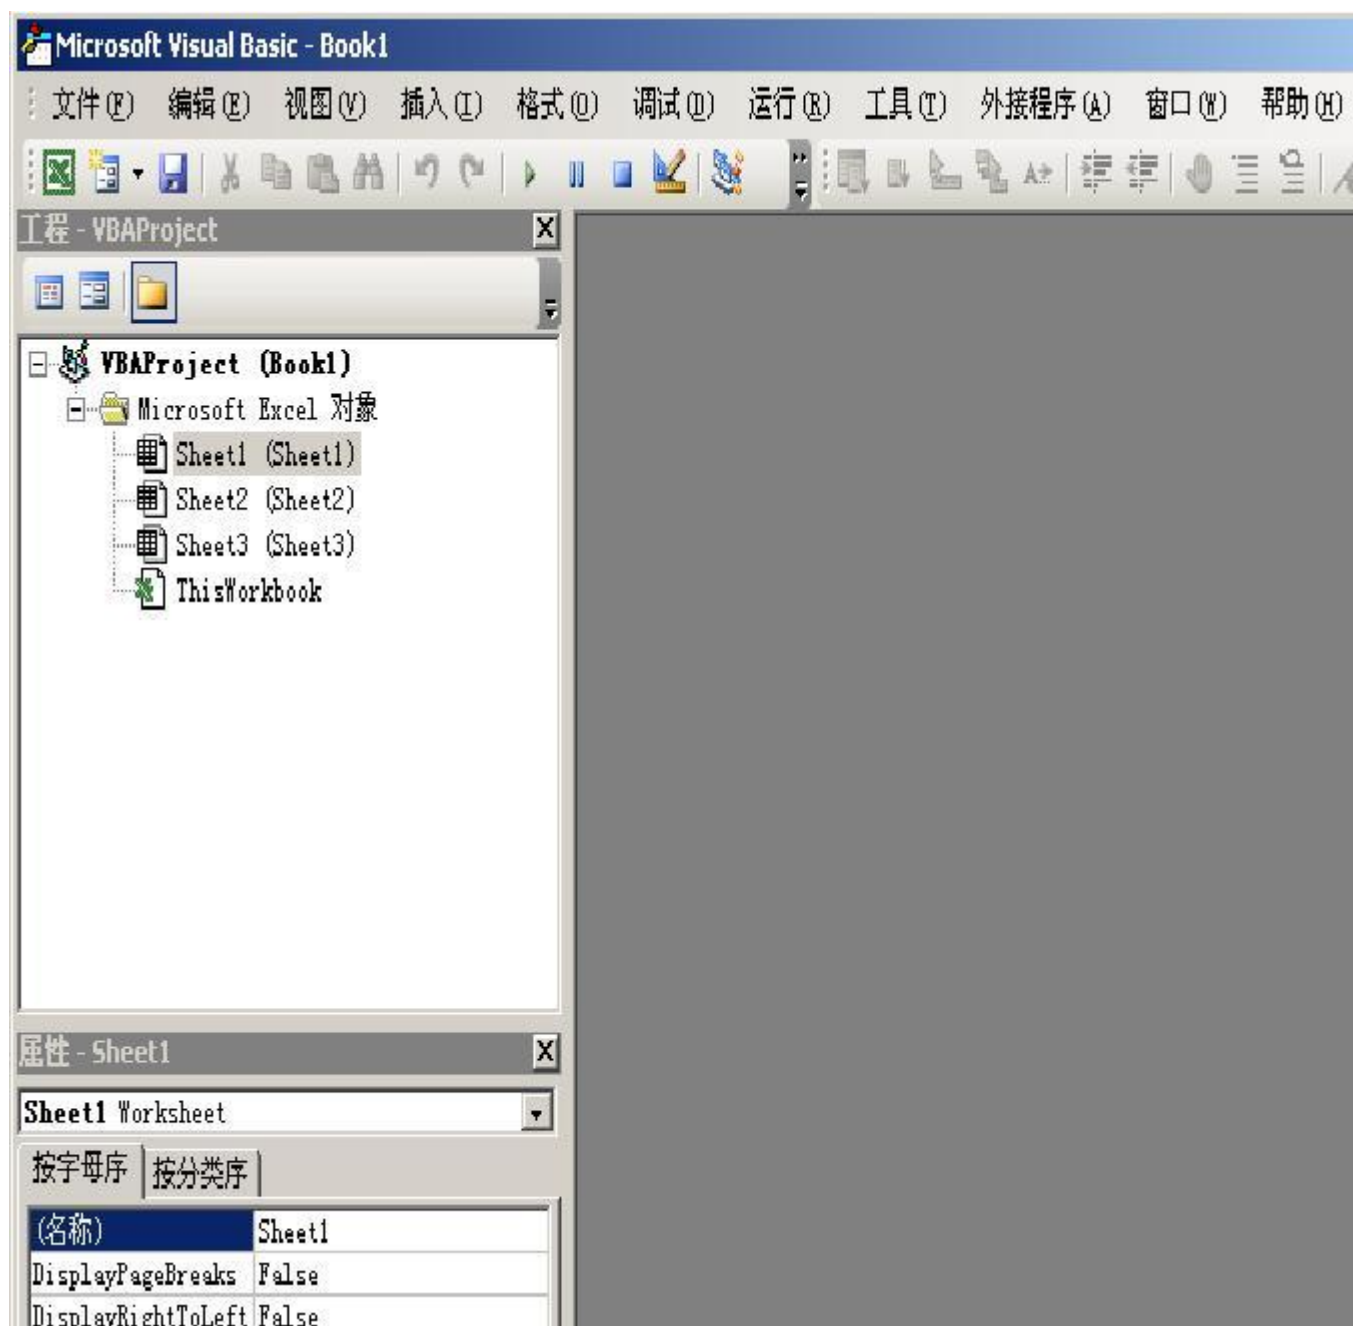 Microsoft Visual Basic - Book1
文件(F) 编辑(E) 视图(V) 插入(I) 格式(O) 调试(D) 运行(R) 工具(T) 外接程序(A) 窗口(W) 帮助(H)
工程 - VBAProject
VBAProject (Book1)
Microsoft Excel 对象
Sheet1 (Sheet1)
Sheet2 (Sheet2)
Sheet3 (Sheet3)
ThisWorkbook
属性 - Sheet1
Sheet1 Worksheet
按字母序 按分类序
(名称) Sheet1
DisplayPageBreaks False
DisplayRightToLeft False